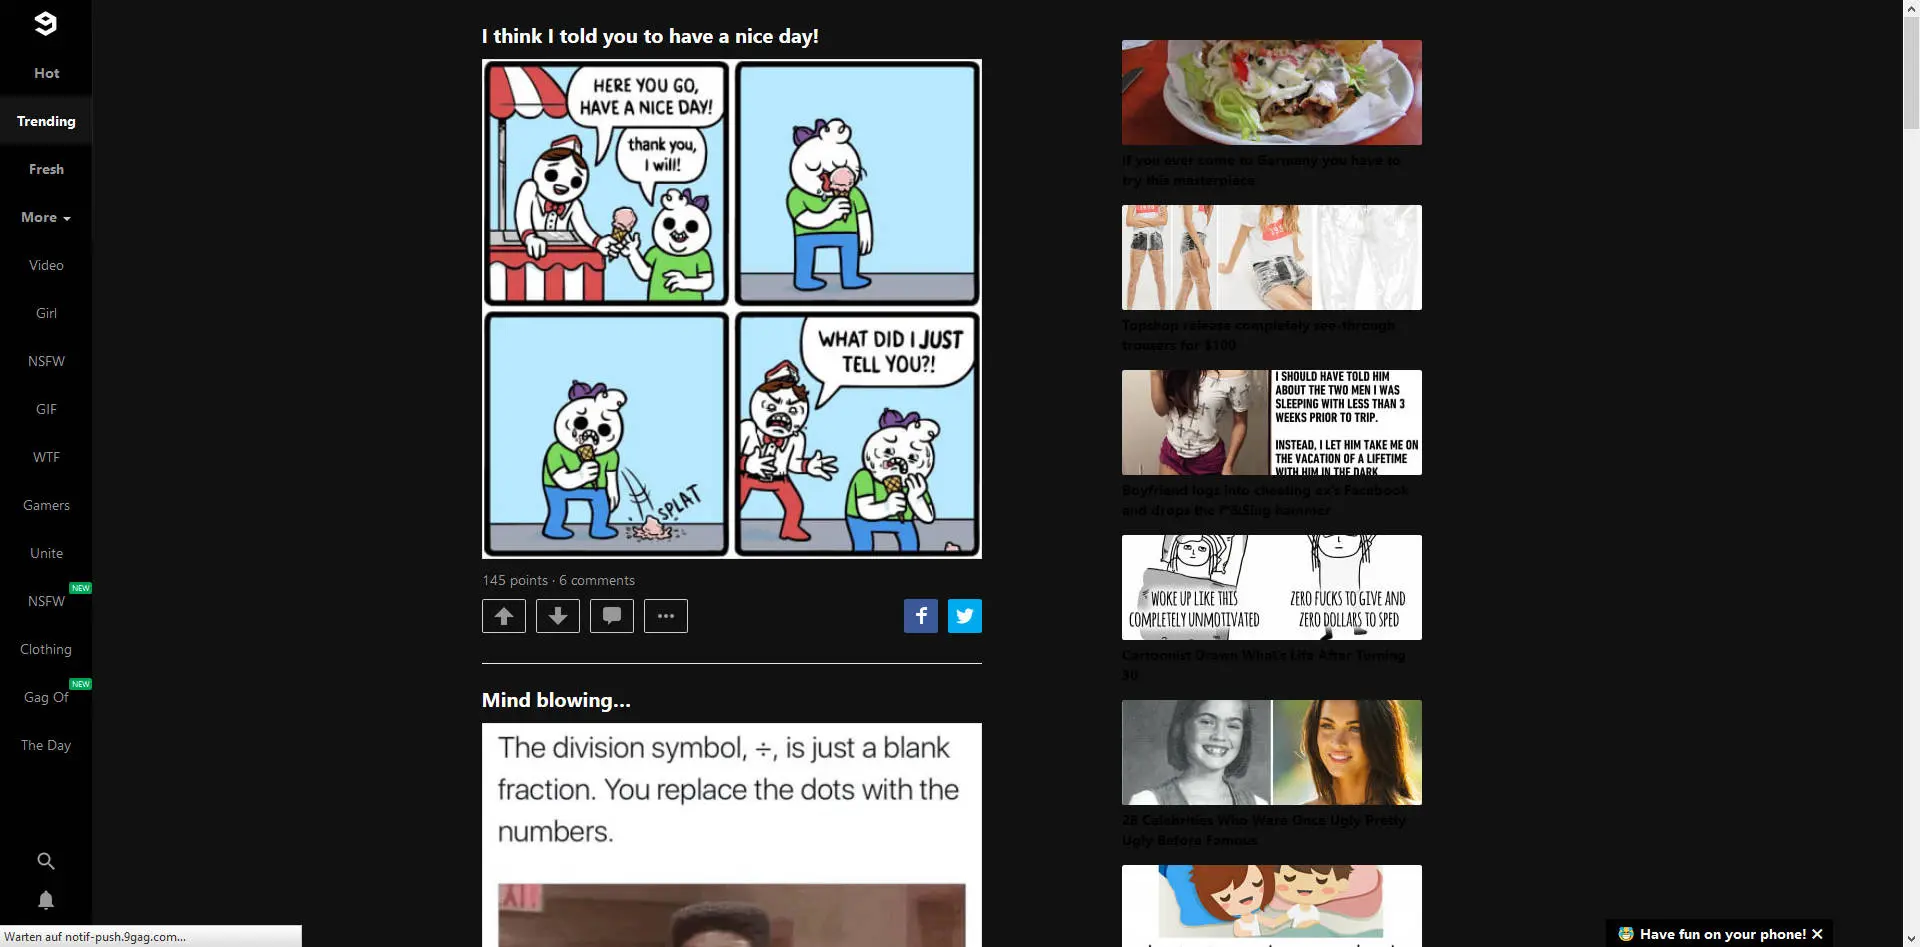 Hot
Trending
Fresh
More
Video
Girl
NSFW
GIF
WTF
Gamers
Unite
NEW
NSFW
Clothing
NEW
Gag Of
The Day
Warten auf notif-push.9gag.com...
I think I told you to have a nice day!
HERE YOU GO,
HAVE A NICE DAY!
thank you,
I will!
SPLAT
WHAT DID I JUST
TELL YOU?!
145 points · 6 comments
Mind blowing...
The division symbol, ÷, is just a blank
fraction. You replace the dots with the
numbers.
If you ever come to Germany you have to
try this masterpiece
Topshop release completely see-through
trousers for $100
I SHOULD HAVE TOLD HIM
ABOUT THE TWO MEN I WAS
SLEEPING WITH LESS THAN 3
WEEKS PRIOR TO TRIP.
INSTEAD, I LET HIM TAKE ME ON
THE VACATION OF A LIFETIME
WITH HIM IN THE DARK
Boyfriend logs into cheating ex's Facebook
and drops the f*&$ing hammer
WOKE UP LIKE THIS
COMPLETELY UNMOTIVATED
ZERO FUCKS TO GIVE AND
ZERO DOLLARS TO SPED
Cartoonist Drawn What's Life After Turning
30
28 Celebrities Who Were Once Ugly Pretty
Ugly Before Famous
Have fun on your phone!